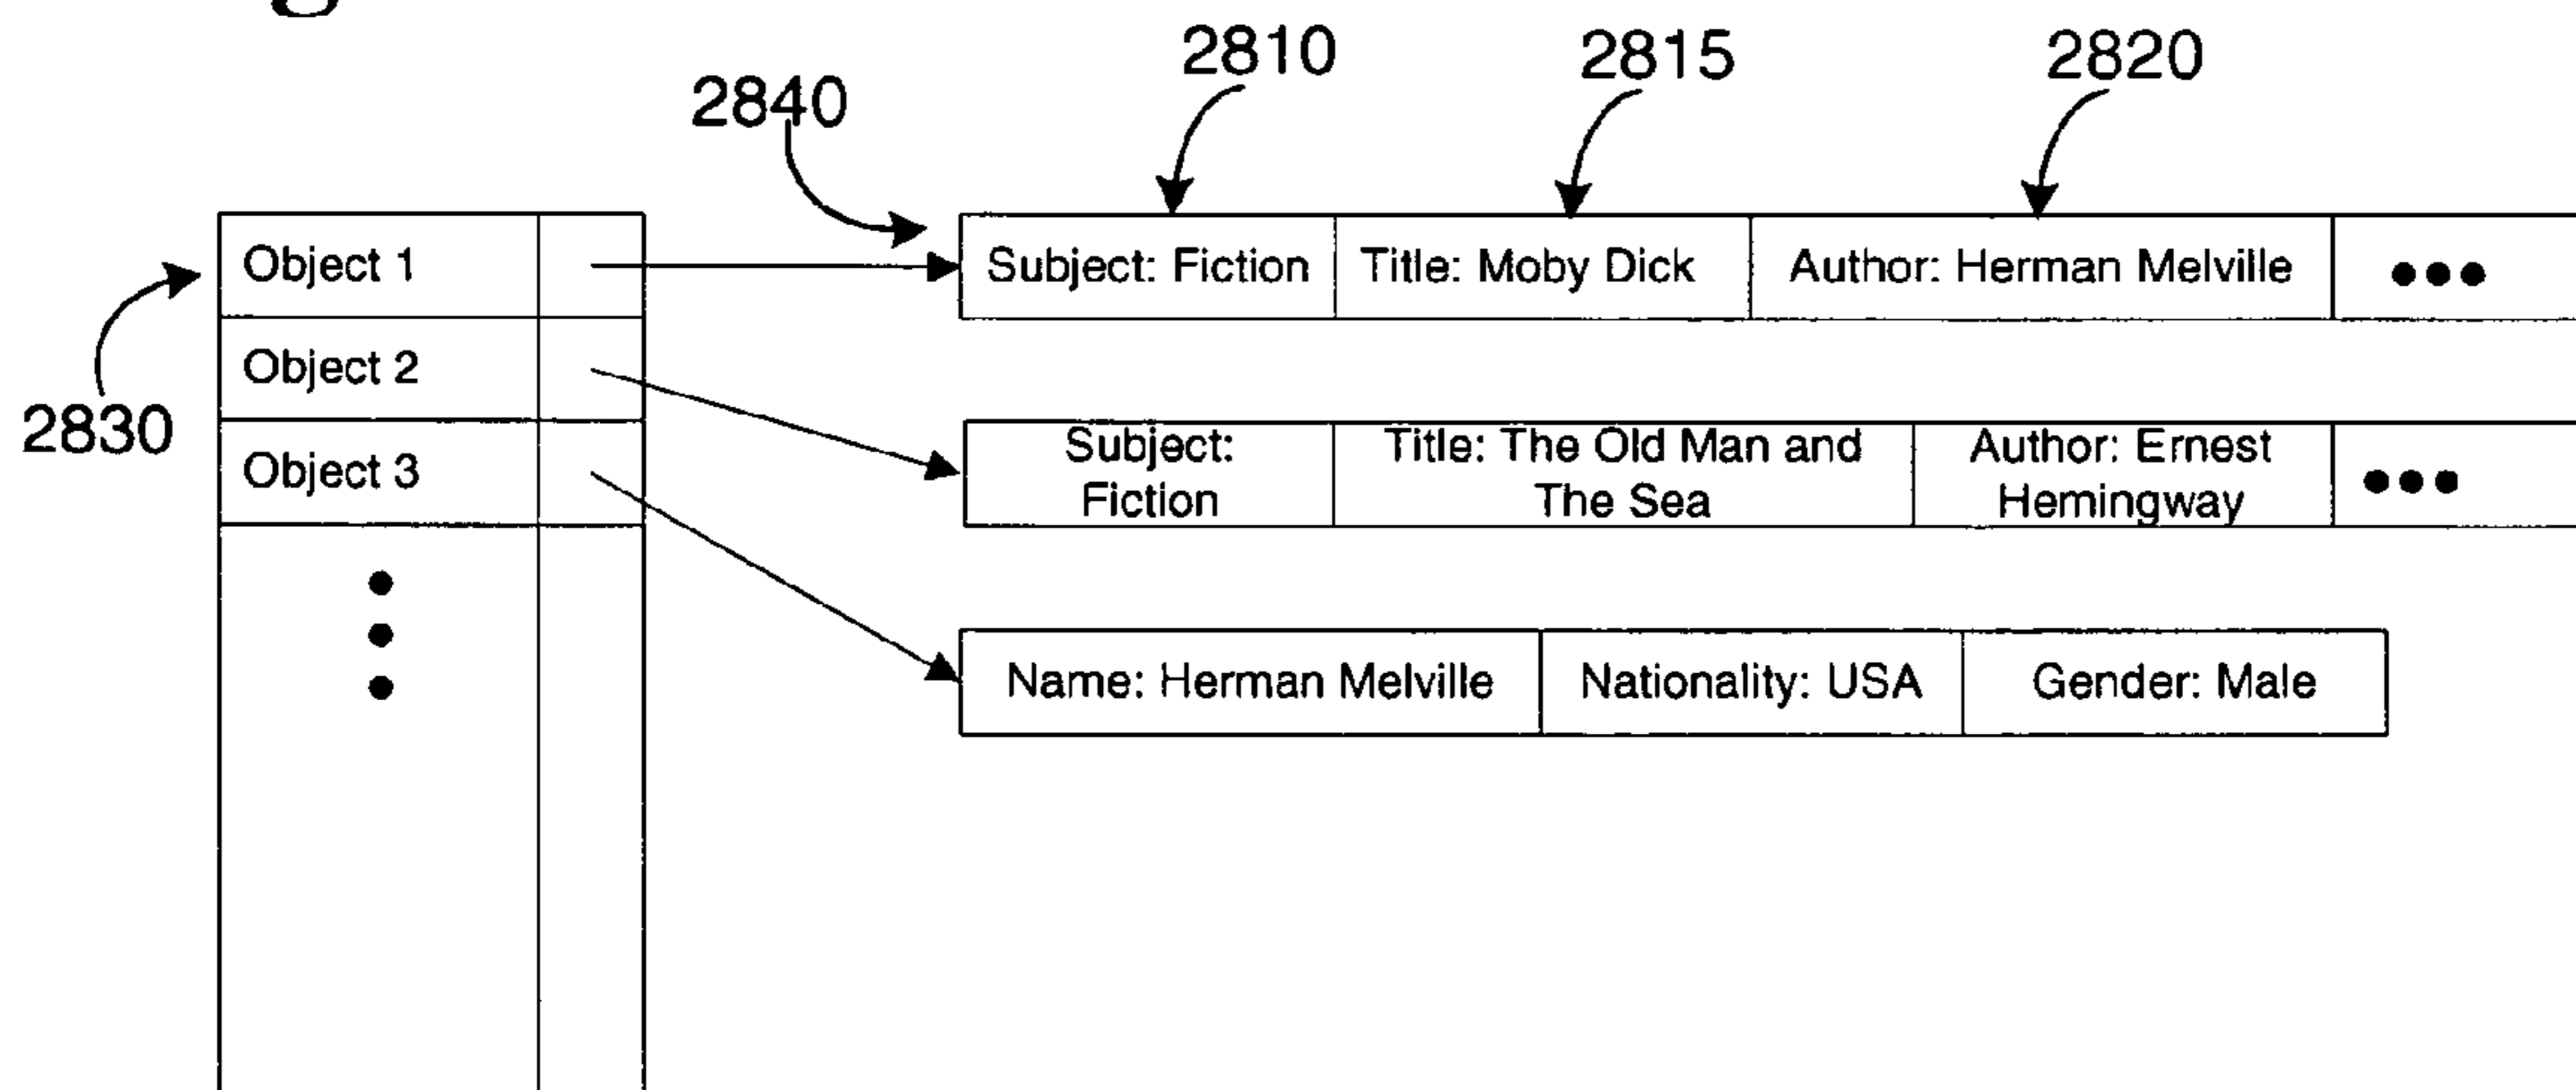 2810
2815
2820
2840
Object 1
Subject: Fiction
Title: Moby Dick
Author: Herman Melville
Object 2
2830
Subject:
Fiction
Title: The Old Man and
The Sea
Author: Ernest
Hemingway
Object 3
Name: Herman Melville
Nationality: USA
Gender: Male